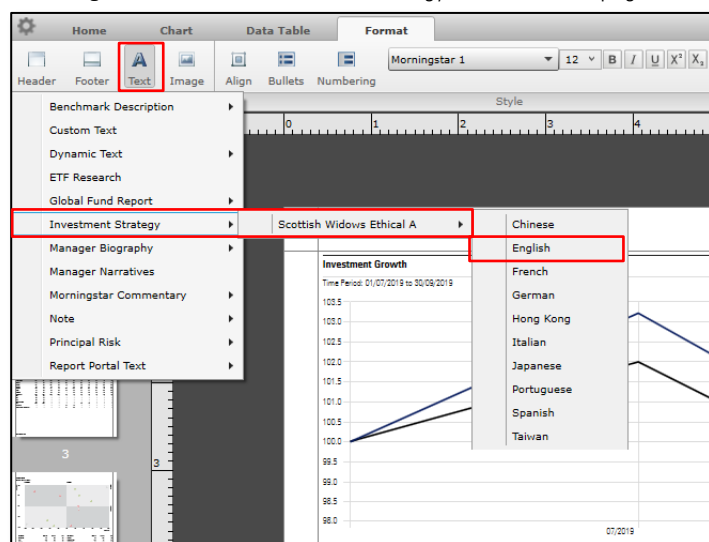 Home Chart Data Table Format
Morningstar 1 12 B I U X² X₂
Header Footer Text Image Align Bullets Numbering
Style
0 1 2 3 4
Benchmark Description
Custom Text
Dynamic Text
ETF Research
Global Fund Report
Investment Strategy
Manager Biography
Manager Narratives
Morningstar Commentary
Note
Principal Risk
Report Portal Text
Scottish Widows Ethical A
Chinese
English
French
German
Hong Kong
Italian
Japanese
Portuguese
Spanish
Taiwan
Investment Growth
Time Period: 01/07/2019 to 30/09/2019
103.5
103.0
102.5
102.0
101.5
101.0
100.5
100.0
99.5
99.0
98.5
98.0
07/2019
3
3